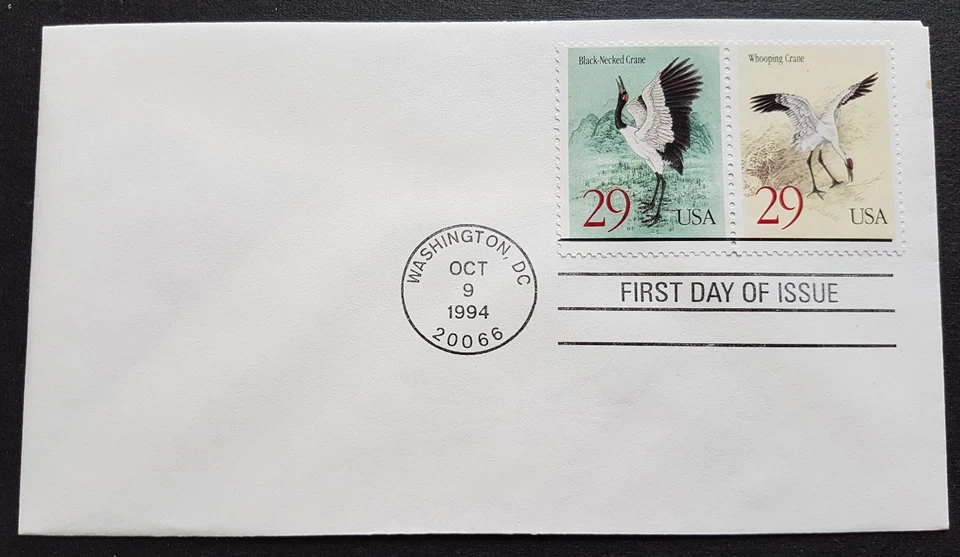 Black-Necked Crane
29
USA
Whooping Crane
29
USA
WASHINGTON, DC
OCT
9
1994
20066
FIRST DAY OF ISSUE